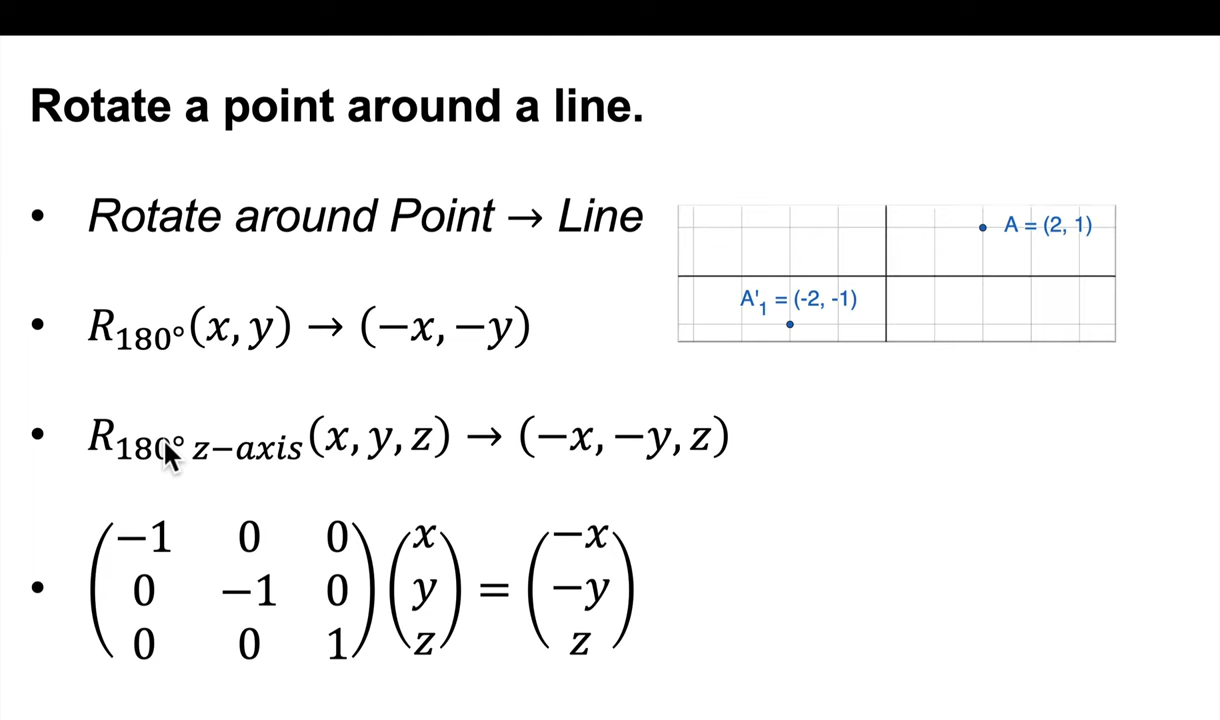 Rotate a point around a line.
• Rotate around Point → Line
A = (2, 1)
A'₁ = (-2, -1)
• R₁₈₀°(x, y) → (−x, −y)
• R₁₈₀° z−axis(x, y, z) → (−x, −y, z)
• (−1 0 0) (x) = (−x)
(0 −1 0) (y) (−y)
(0 0 1) (z) (z)